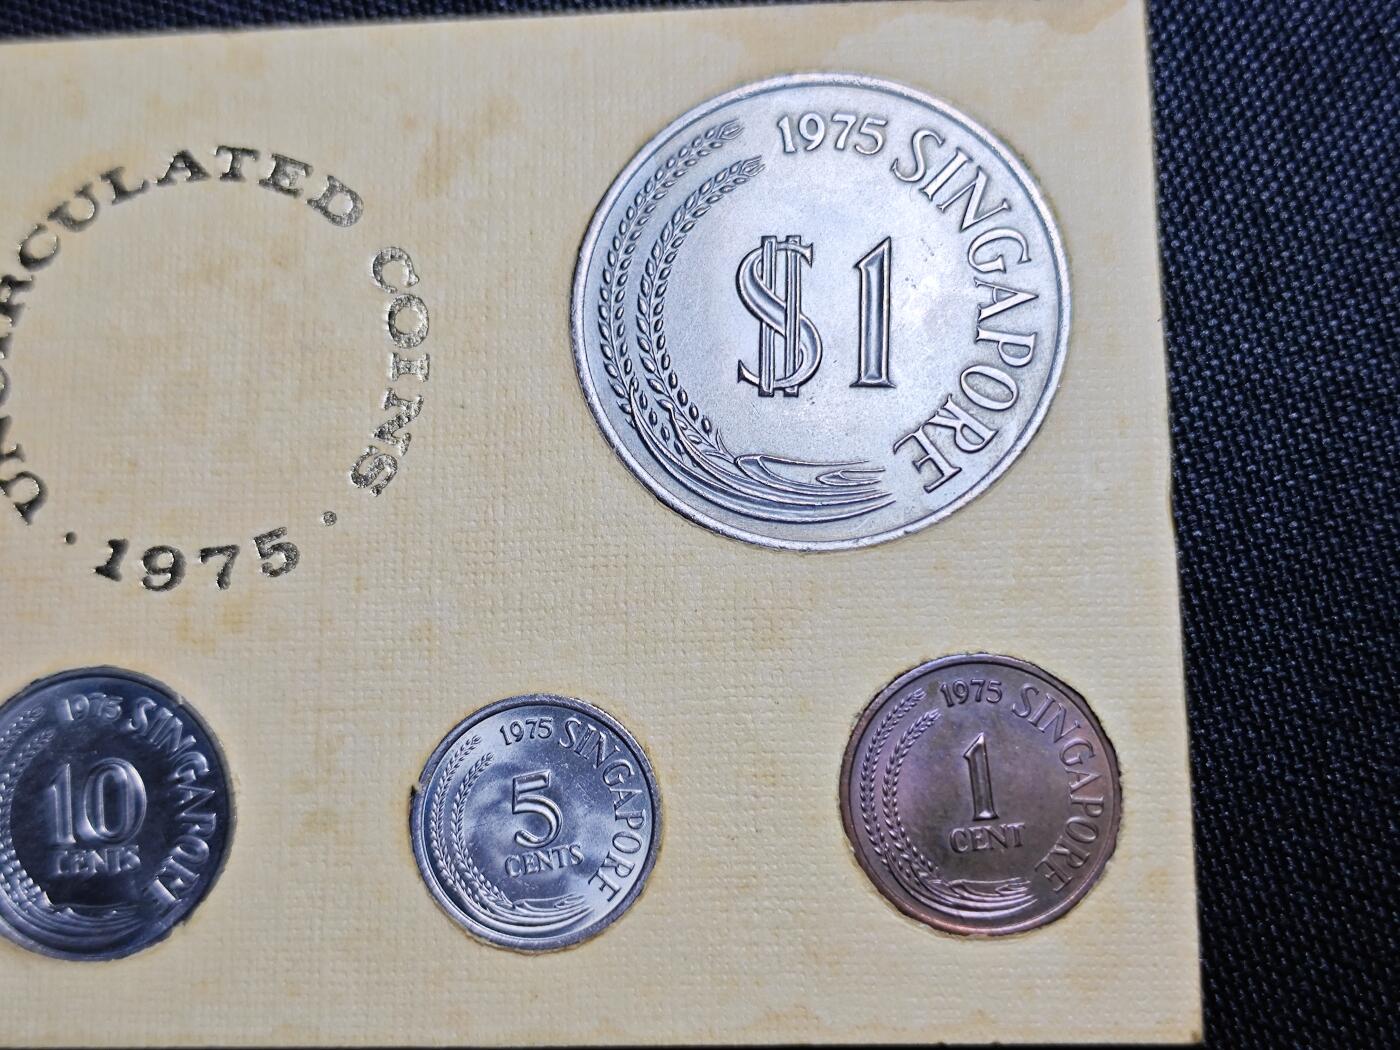 UNCIRCULATED COINS
· 1975 ·
1975 SINGAPORE
$1
1975 SINGAPORE
10
CENTS
1975 SINGAPORE
5
CENTS
1975 SINGAPORE
1
CENT